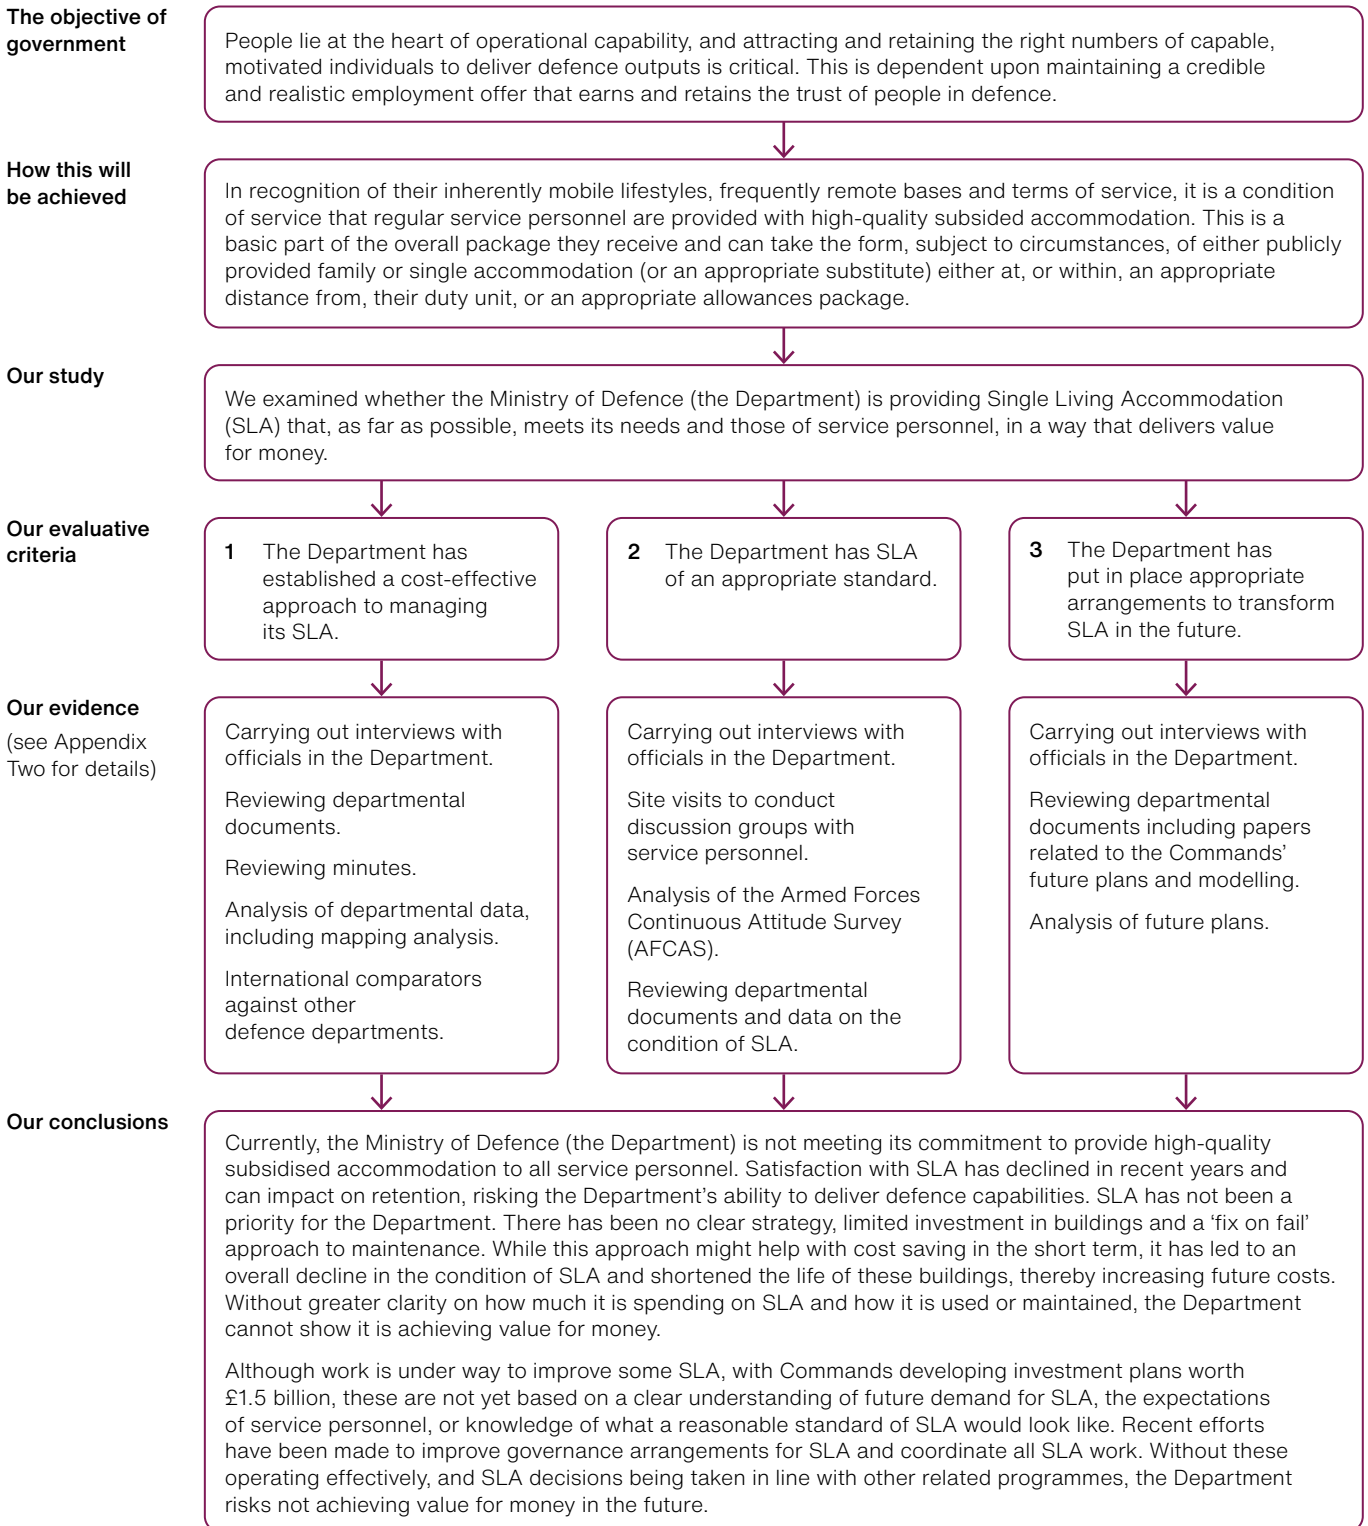 The objective of
government
People lie at the heart of operational capability, and attracting and retaining the right numbers of capable,
motivated individuals to deliver defence outputs is critical. This is dependent upon maintaining a credible
and realistic employment offer that earns and retains the trust of people in defence.
How this will
be achieved
In recognition of their inherently mobile lifestyles, frequently remote bases and terms of service, it is a condition
of service that regular service personnel are provided with high-quality subsided accommodation. This is a
basic part of the overall package they receive and can take the form, subject to circumstances, of either publicly
provided family or single accommodation (or an appropriate substitute) either at, or within, an appropriate
distance from, their duty unit, or an appropriate allowances package.
Our study
We examined whether the Ministry of Defence (the Department) is providing Single Living Accommodation
(SLA) that, as far as possible, meets its needs and those of service personnel, in a way that delivers value
for money.
Our evaluative
criteria
1 The Department has
established a cost-effective
approach to managing
its SLA.
2 The Department has SLA
of an appropriate standard.
3 The Department has
put in place appropriate
arrangements to transform
SLA in the future.
Our evidence
(see Appendix
Two for details)
Carrying out interviews with
officials in the Department.
Reviewing departmental
documents.
Reviewing minutes.
Analysis of departmental data,
including mapping analysis.
International comparators
against other
defence departments.
Carrying out interviews with
officials in the Department.
Site visits to conduct
discussion groups with
service personnel.
Analysis of the Armed Forces
Continuous Attitude Survey
(AFCAS).
Reviewing departmental
documents and data on the
condition of SLA.
Carrying out interviews with
officials in the Department.
Reviewing departmental
documents including papers
related to the Commands'
future plans and modelling.
Analysis of future plans.
Our conclusions
Currently, the Ministry of Defence (the Department) is not meeting its commitment to provide high-quality
subsidised accommodation to all service personnel. Satisfaction with SLA has declined in recent years and
can impact on retention, risking the Department's ability to deliver defence capabilities. SLA has not been a
priority for the Department. There has been no clear strategy, limited investment in buildings and a 'fix on fail'
approach to maintenance. While this approach might help with cost saving in the short term, it has led to an
overall decline in the condition of SLA and shortened the life of these buildings, thereby increasing future costs.
Without greater clarity on how much it is spending on SLA and how it is used or maintained, the Department
cannot show it is achieving value for money.
Although work is under way to improve some SLA, with Commands developing investment plans worth
£1.5 billion, these are not yet based on a clear understanding of future demand for SLA, the expectations
of service personnel, or knowledge of what a reasonable standard of SLA would look like. Recent efforts
have been made to improve governance arrangements for SLA and coordinate all SLA work. Without these
operating effectively, and SLA decisions being taken in line with other related programmes, the Department
risks not achieving value for money in the future.